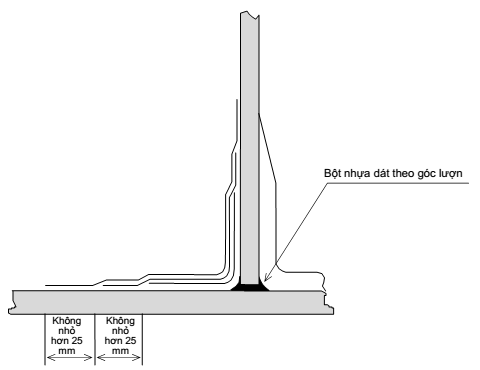 Bột nhựa dát theo góc lượn
Không
nhỏ
hơn 25
mm
Không
nhỏ
hơn 25
mm